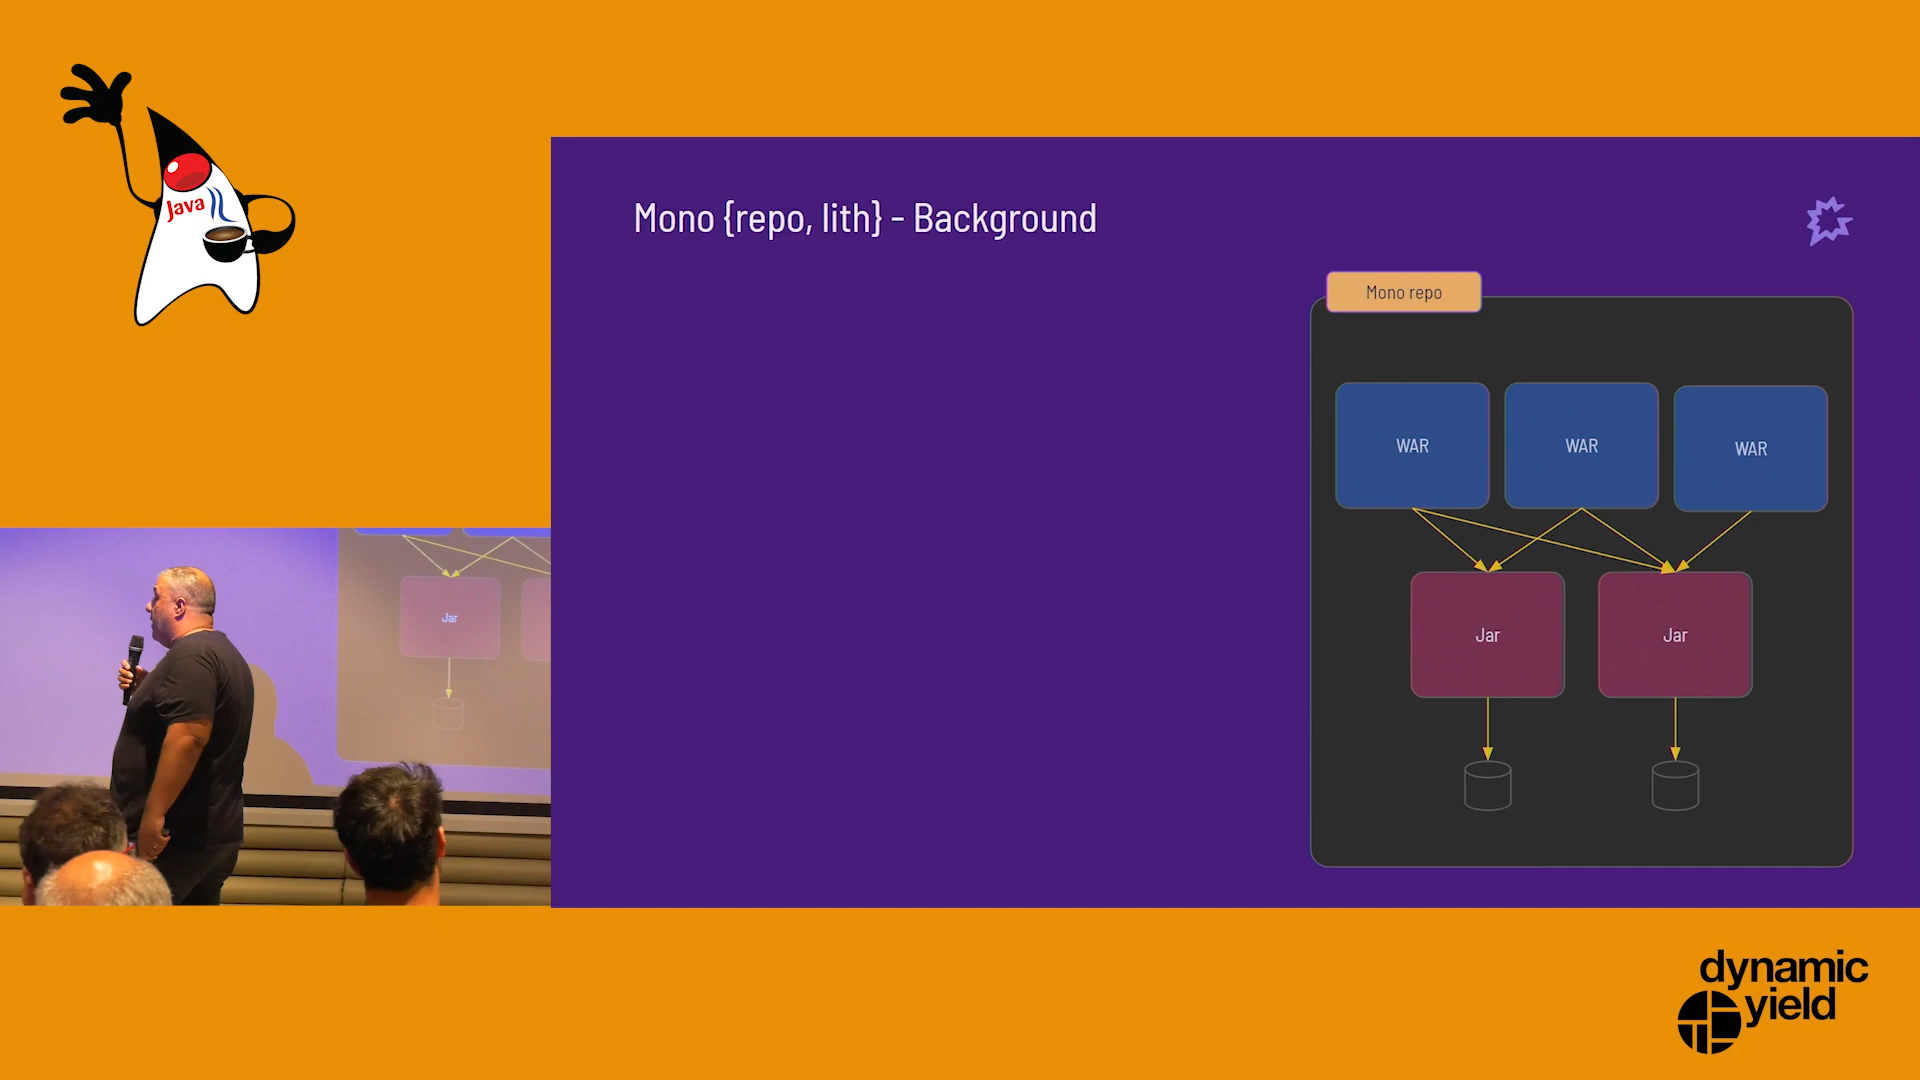 Java
Mono {repo, lith} - Background
Mono repo
WAR
WAR
WAR
Jar
Jar
Jar
dynamic
yield